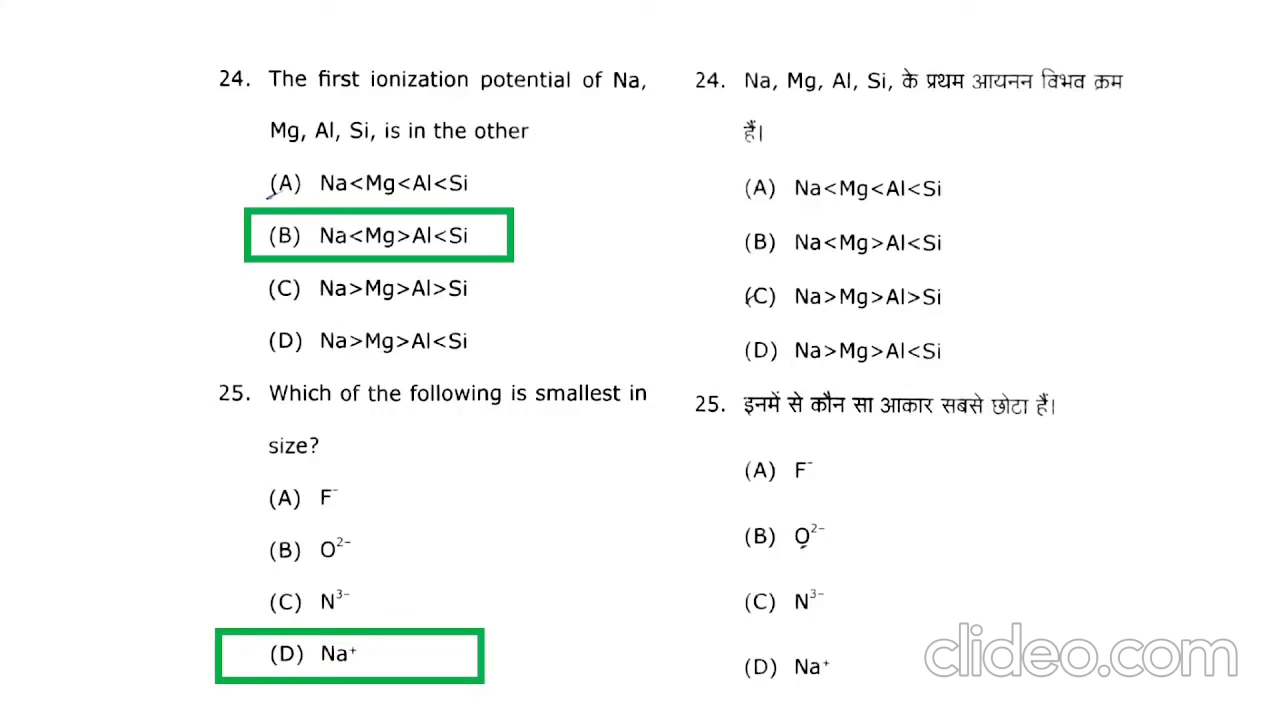 24. The first ionization potential of Na,
Mg, Al, Si, is in the other
(A) Na<Mg<Al<Si
(B) Na<Mg>Al<Si
(C) Na>Mg>Al>Si
(D) Na>Mg>Al<Si
25. Which of the following is smallest in
size?
(A) F⁻
(B) O²⁻
(C) N³⁻
(D) Na⁺
24. Na, Mg, Al, Si, के प्रथम आयनन विभव क्रम
हैं।
(A) Na<Mg<Al<Si
(B) Na<Mg>Al<Si
(C) Na>Mg>Al>Si
(D) Na>Mg>Al<Si
25. इनमें से कौन सा आकार सबसे छोटा हैं।
(A) F⁻
(B) O²⁻
(C) N³⁻
(D) Na⁺
clideo.com